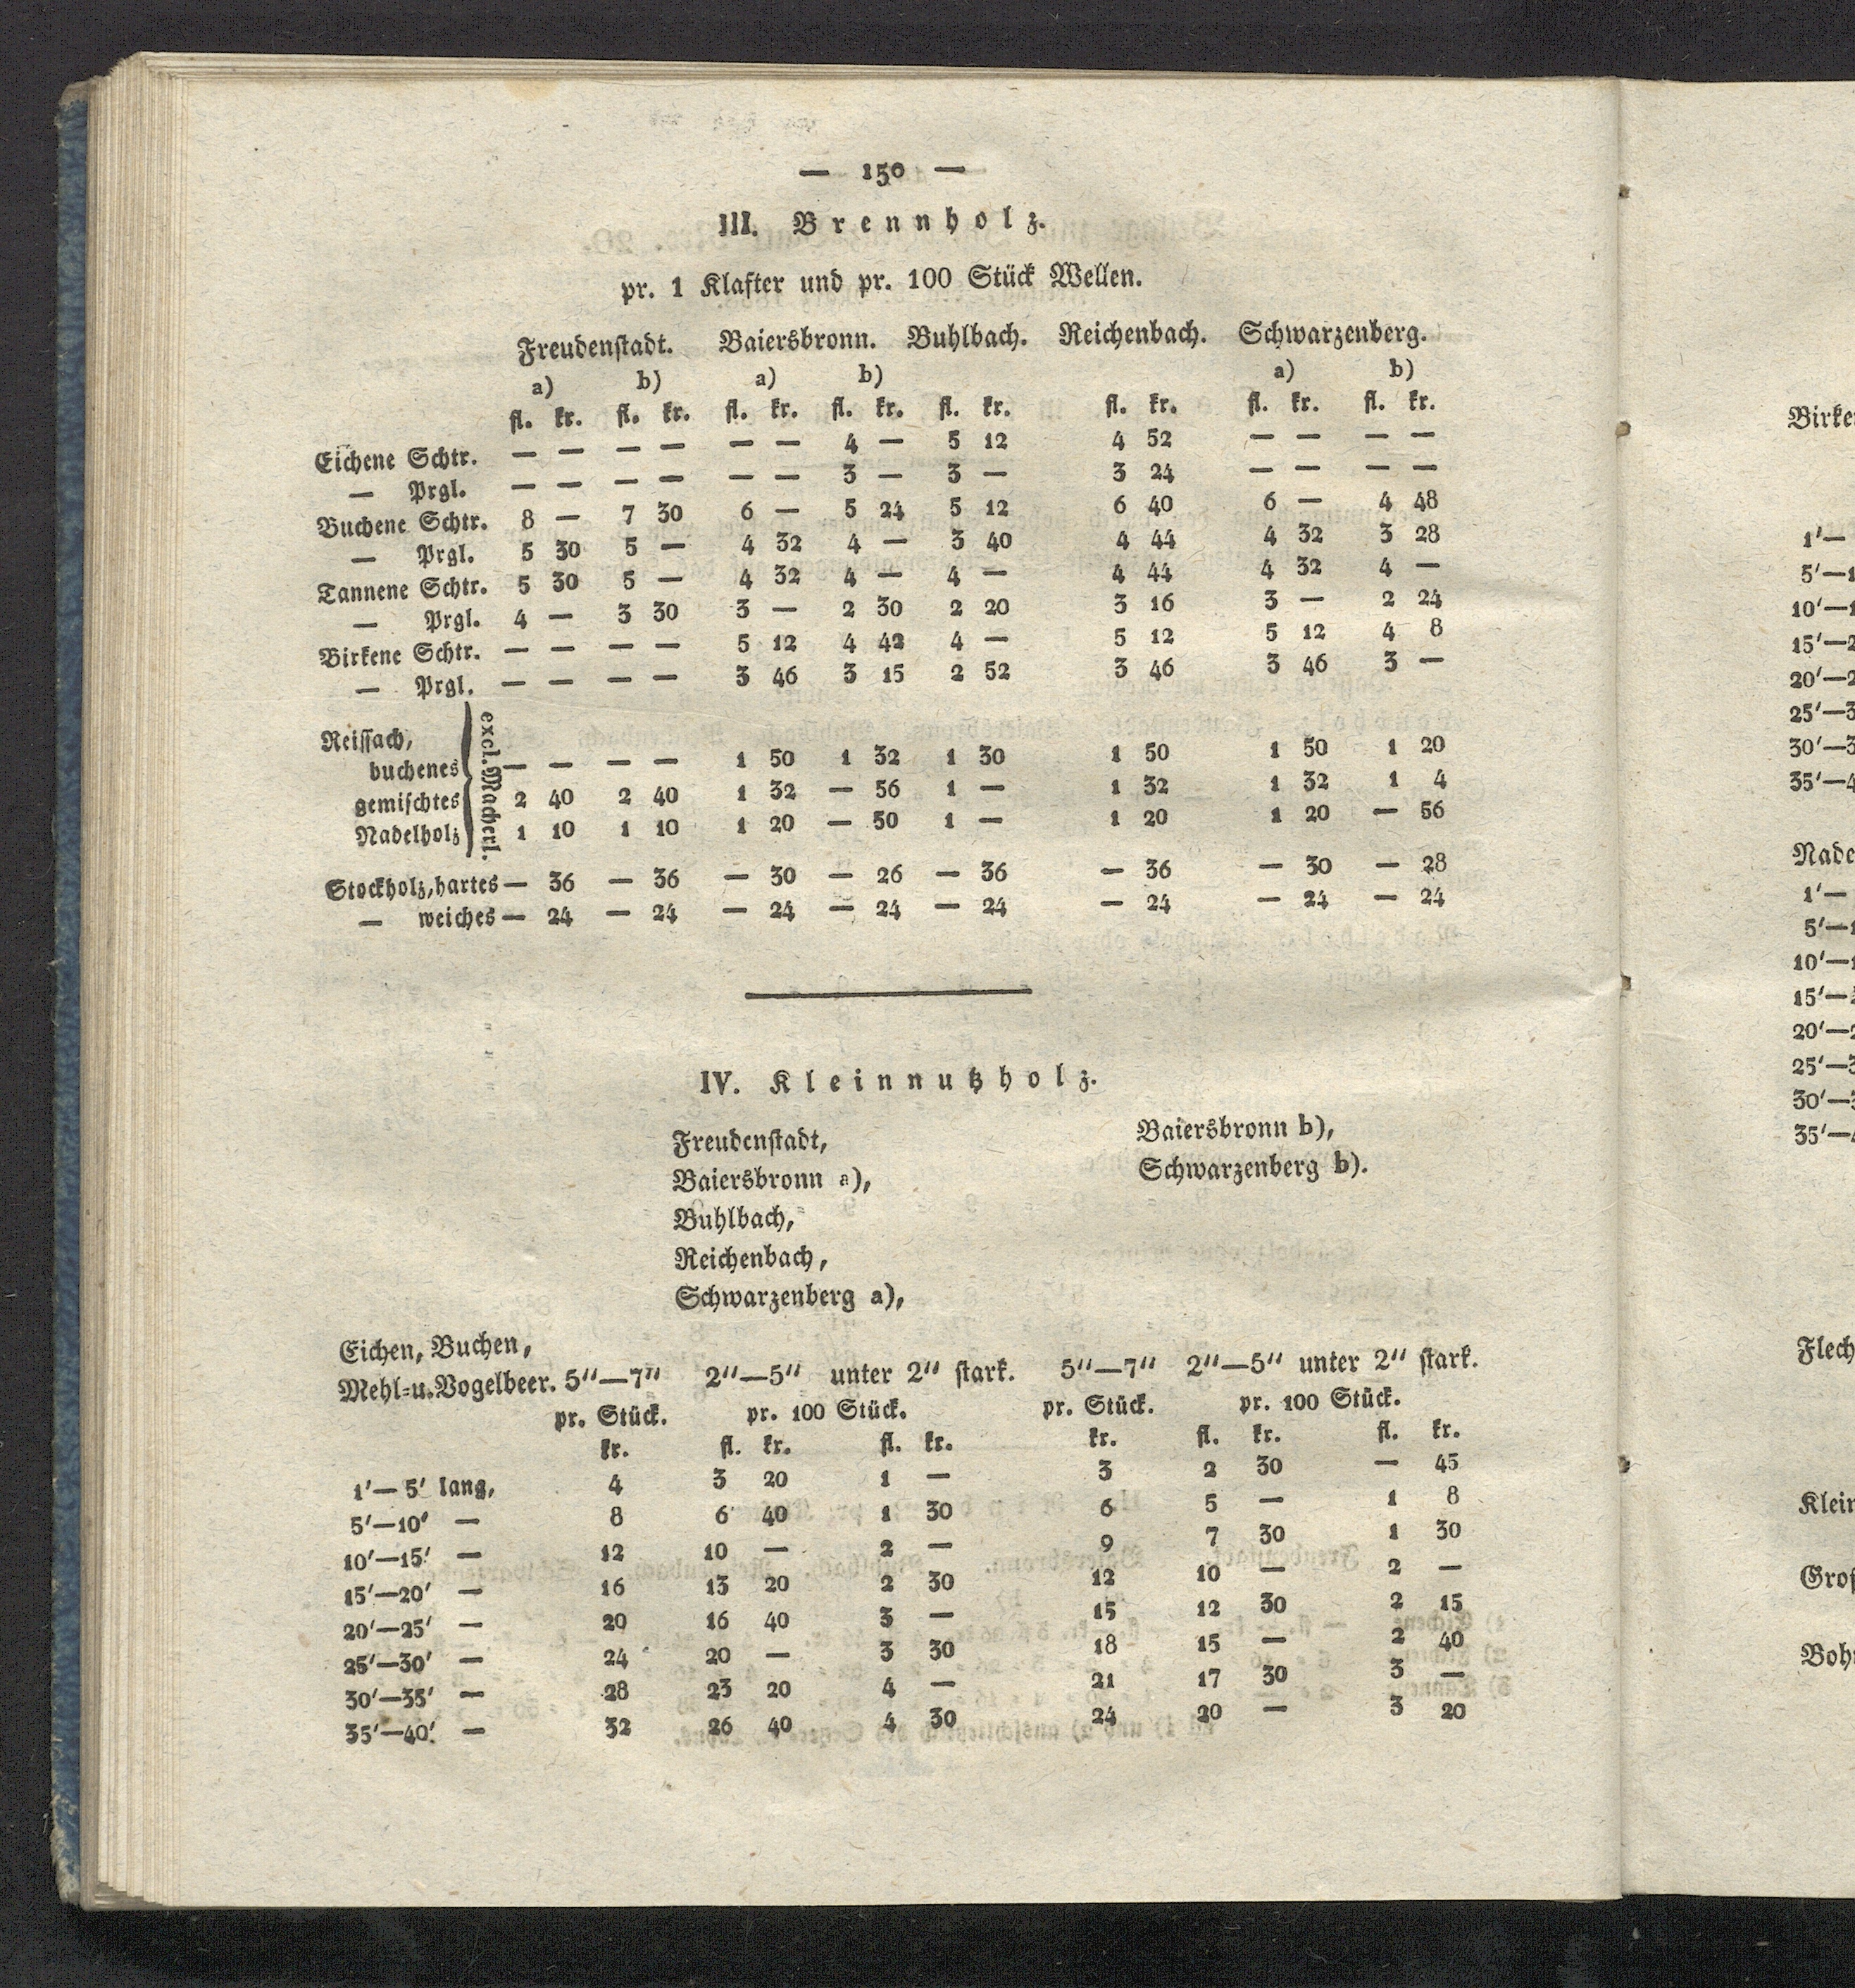 — 150 —
III. Brennholz.
pr. 1 Klafter und pr. 100 Stück Wellen.
Freudenstadt. Baiersbronn. Buhlbach. Reichenbach. Schwarzenberg.
a) b) a) b) a) b)
fl. kr. fl. kr. fl. kr. fl. kr. fl. kr. fl. kr. fl. kr. fl. kr.
Eichene Schtr. — — — — — — 4 — 5 12 4 52 — — — —
— Prgl. — — — — — — 3 — 3 — 3 24 — — — —
Buchene Schtr. 8 — 7 30 6 — 5 24 5 12 6 40 6 — 4 48
— Prgl. 5 30 5 — 4 32 4 — 3 40 4 44 4 32 3 28
Tannene Schtr. 5 30 5 — 4 32 4 — 4 — 4 44 4 32 4 —
— Prgl. 4 — 3 30 3 — 2 30 2 20 3 16 3 — 2 24
Birkene Schtr. — — — — 5 12 4 42 4 — 5 12 5 12 4 8
— Prgl. — — — — 3 46 3 15 2 52 3 46 3 46 3 —
Reissach,
excl. Macherl.
buchenes — — — — 1 50 1 32 1 30 1 50 1 50 1 20
gemischtes 2 40 2 40 1 32 — 56 1 — 1 32 1 32 1 4
Nadelholz 1 10 1 10 1 20 — 50 1 — 1 20 1 20 — 56
Stockholz, hartes — 36 — 36 — 30 — 26 — 36 — 36 — 30 — 28
— weiches — 24 — 24 — 24 — 24 — 24 — 24 — 24 — 24
IV. Kleinnutzholz.
Freudenstadt, Baiersbronn b),
Baiersbronn a), Schwarzenberg b).
Buhlbach,
Reichenbach,
Schwarzenberg a),
Eichen, Buchen,
Mehl-u. Vogelbeer. 5"—7" 2"—5" unter 2" stark. 5"—7" 2"—5" unter 2" stark.
pr. Stück. pr. 100 Stück. pr. Stück. pr. 100 Stück.
kr. fl. kr. fl. kr. kr. fl. kr. fl. kr.
1'— 5' lang, 4 3 20 1 — 3 2 30 — 45
5'—10' — 8 6 40 1 30 6 5 — 1 8
10'—15' — 12 10 — 2 — 9 7 30 1 30
15'—20' — 16 13 20 2 30 12 10 — 2 —
20'—25' — 20 16 40 3 — 15 12 30 2 15
25'—30' — 24 20 — 3 30 18 15 — 2 40
30'—35' — 28 23 20 4 — 21 17 30 3 —
35'—40' — 32 26 40 4 30 24 20 — 3 20
1'—
5'—
10'—
15'—
20'—
25'—
30'—
35'—
1'—
5'—
10'—
15'—
20'—
25'—
30'—
35'—